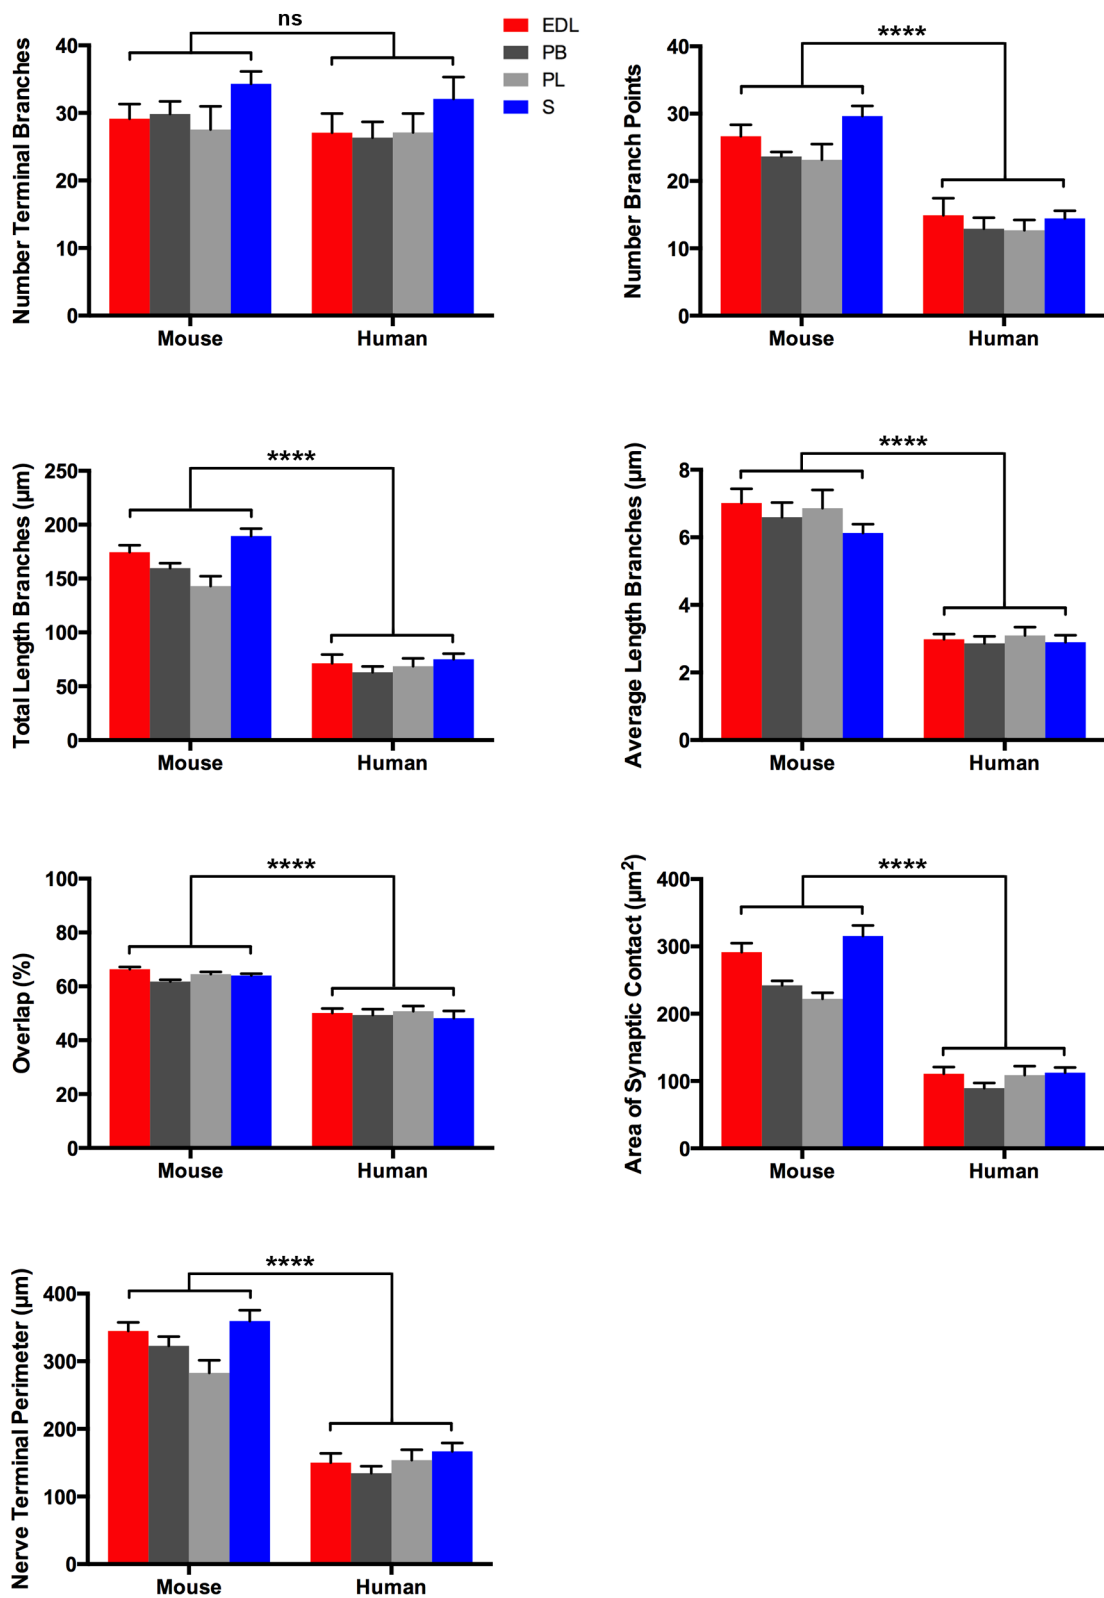 ns
EDL
PB
PL
S
Number Terminal Branches
40
30
20
10
0
Mouse
Human
****
Number Branch Points
40
30
20
10
0
Mouse
Human
****
Total Length Branches (µm)
250
200
150
100
50
0
Mouse
Human
****
Average Length Branches (µm)
8
6
4
2
0
Mouse
Human
****
Overlap (%)
100
80
60
40
20
0
Mouse
Human
****
Area of Synaptic Contact (µm²)
400
300
200
100
0
Mouse
Human
****
Nerve Terminal Perimeter (µm)
400
300
200
100
0
Mouse
Human